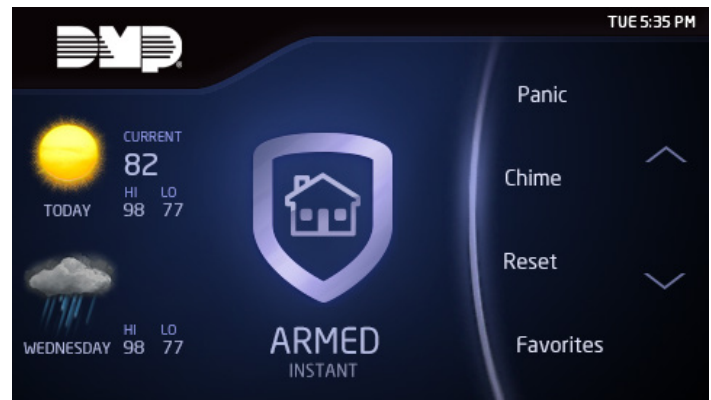 DMP
TUE 5:35 PM
CURRENT
82
HI LO
98 77
TODAY
HI LO
WEDNESDAY 98 77
ARMED
INSTANT
Panic
Chime
Reset
Favorites